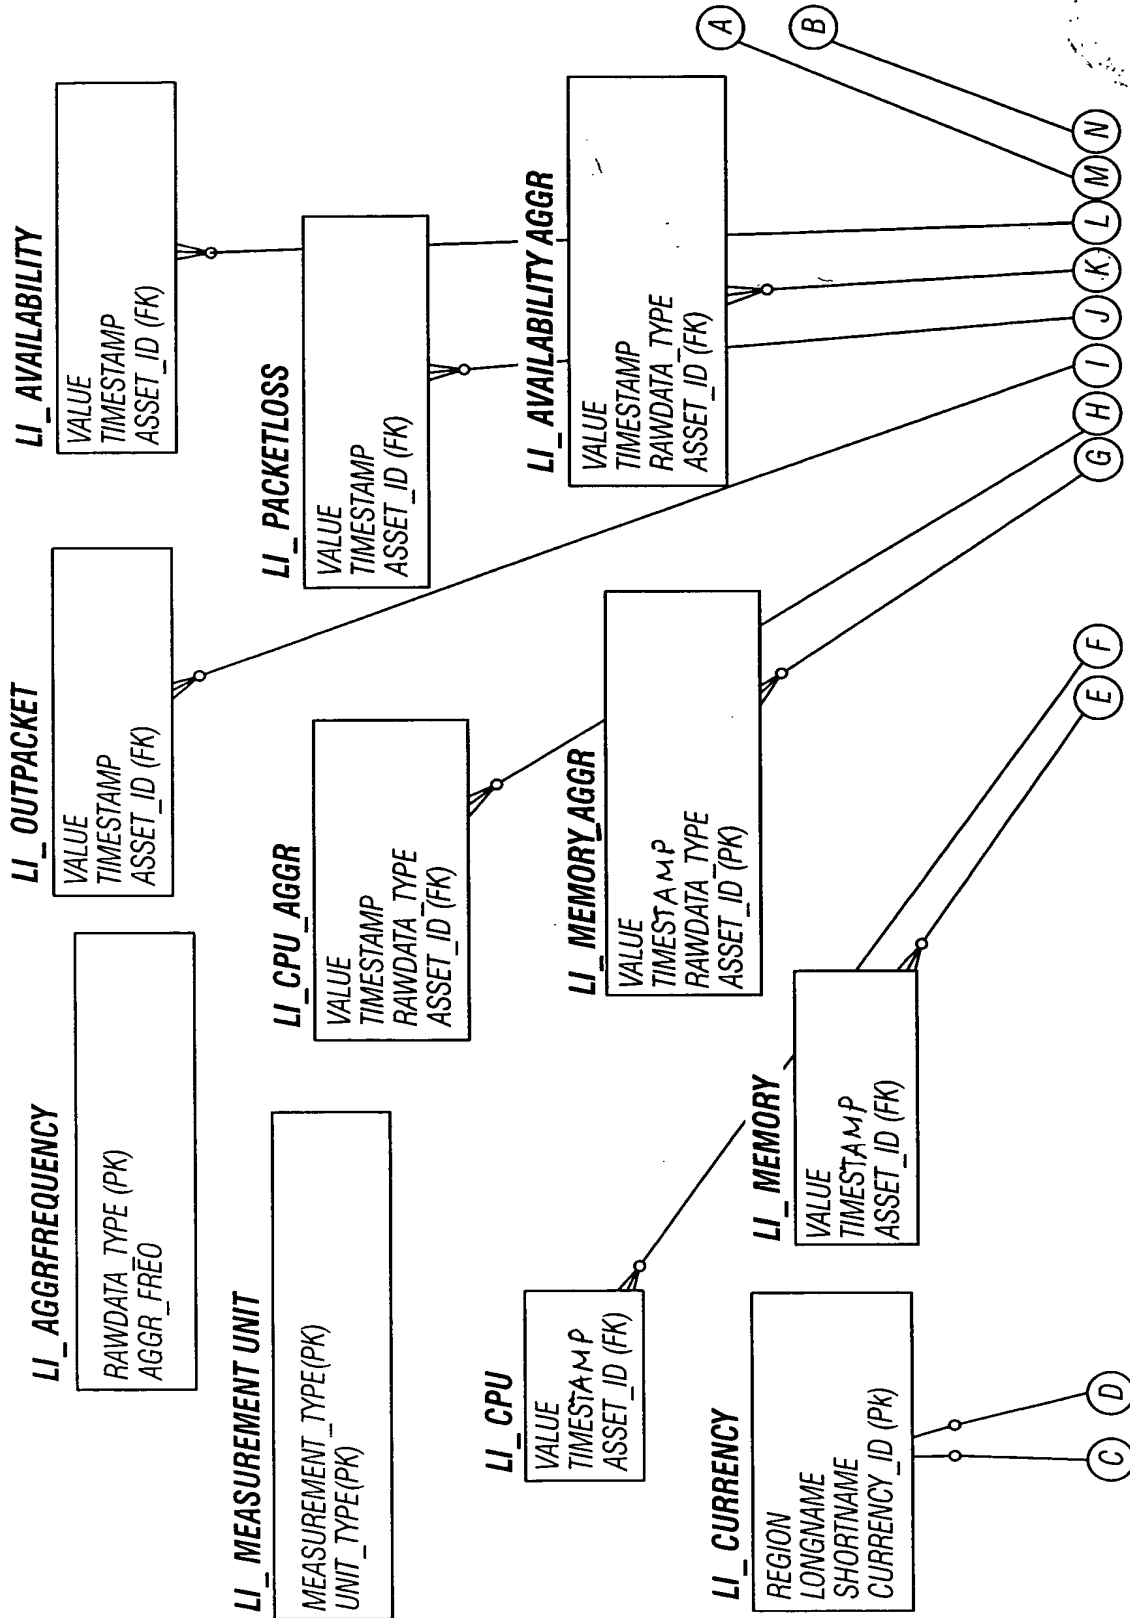 LI_AGGRFREQUENCY
RAWDATA_TYPE (PK)
AGGR_FREO
LI_OUTPACKET
VALUE
TIMESTAMP
ASSET_ID (FK)
LI_AVAILABILITY
VALUE
TIMESTAMP
ASSET_ID (FK)
LI_MEASUREMENT UNIT
MEASUREMENT_TYPE(PK)
UNIT_TYPE(PK)
LI_CPU_AGGR
VALUE
TIMESTAMP
RAWDATA_TYPE
ASSET_ID (FK)
LI_PACKETLOSS
VALUE
TIMESTAMP
ASSET_ID (FK)
LI_CPU
VALUE
TIMESTAMP
ASSET_ID (FK)
LI_MEMORY_AGGR
VALUE
TIMESTAMP
RAWDATA_TYPE
ASSET_ID (PK)
LI_AVAILABILITY AGGR
VALUE
TIMESTAMP
RAWDATA_TYPE
ASSET_ID (FK)
LI_CURRENCY
REGION
LONGNAME
SHORTNAME
CURRENCY_ID (PK)
LI_MEMORY
VALUE
TIMESTAMP
ASSET_ID (FK)
A
B
C
D
E
F
G
H
I
J
K
L
M
N